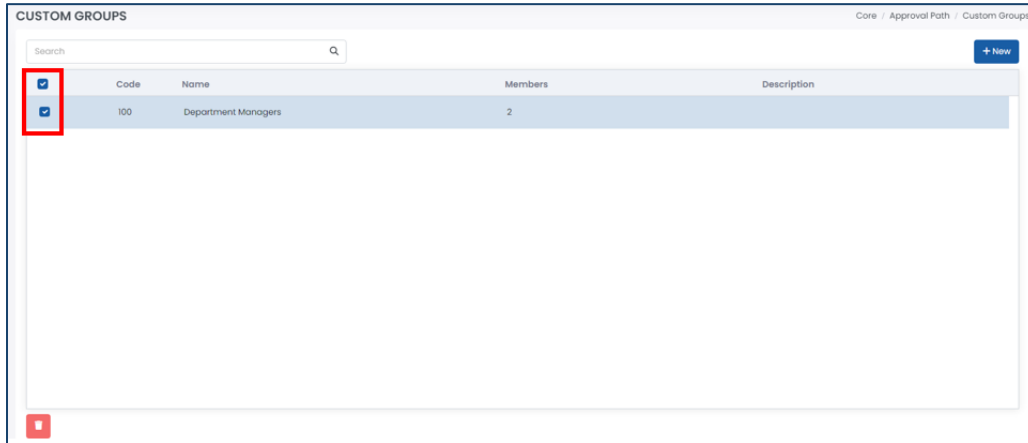 CUSTOM GROUPS
Core / Approval Path / Custom Groups
Search
+ New
Code Name Members Description
100 Department Managers 2